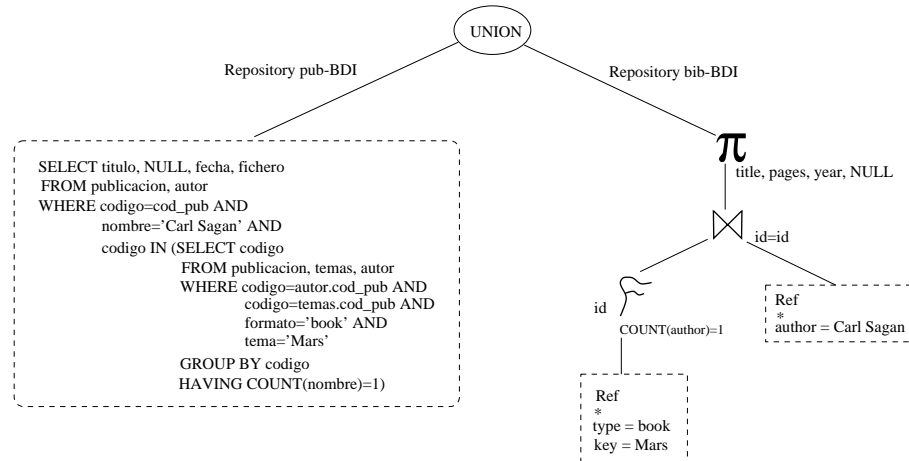 UNION
Repository pub-BDI
Repository bib-BDI
SELECT titulo, NULL, fecha, fichero
FROM publicacion, autor
WHERE codigo=cod_pub AND
nombre='Carl Sagan' AND
codigo IN (SELECT codigo
FROM publicacion, temas, autor
WHERE codigo=autor.cod_pub AND
codigo=temas.cod_pub AND
formato='book' AND
tema='Mars'
GROUP BY codigo
HAVING COUNT(nombre)=1)
π
title, pages, year, NULL
id=id
id
COUNT(author)=1
Ref
*
author = Carl Sagan
Ref
*
type = book
key = Mars